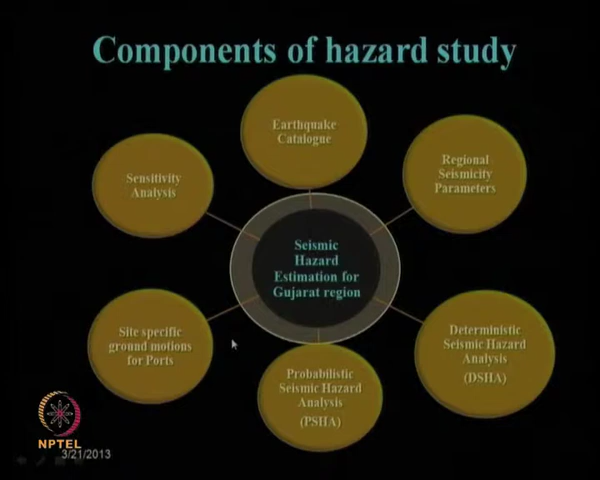 Components of hazard study
Earthquake
Catalogue
Regional
Seismicity
Parameters
Deterministic
Seismic Hazard
Analysis
(DSHA)
Probabilistic
Seismic Hazard
Analysis
(PSHA)
Site specific
ground motions
for Ports
Sensitivity
Analysis
Seismic
Hazard
Estimation for
Gujarat region
NPTEL
3/21/2013